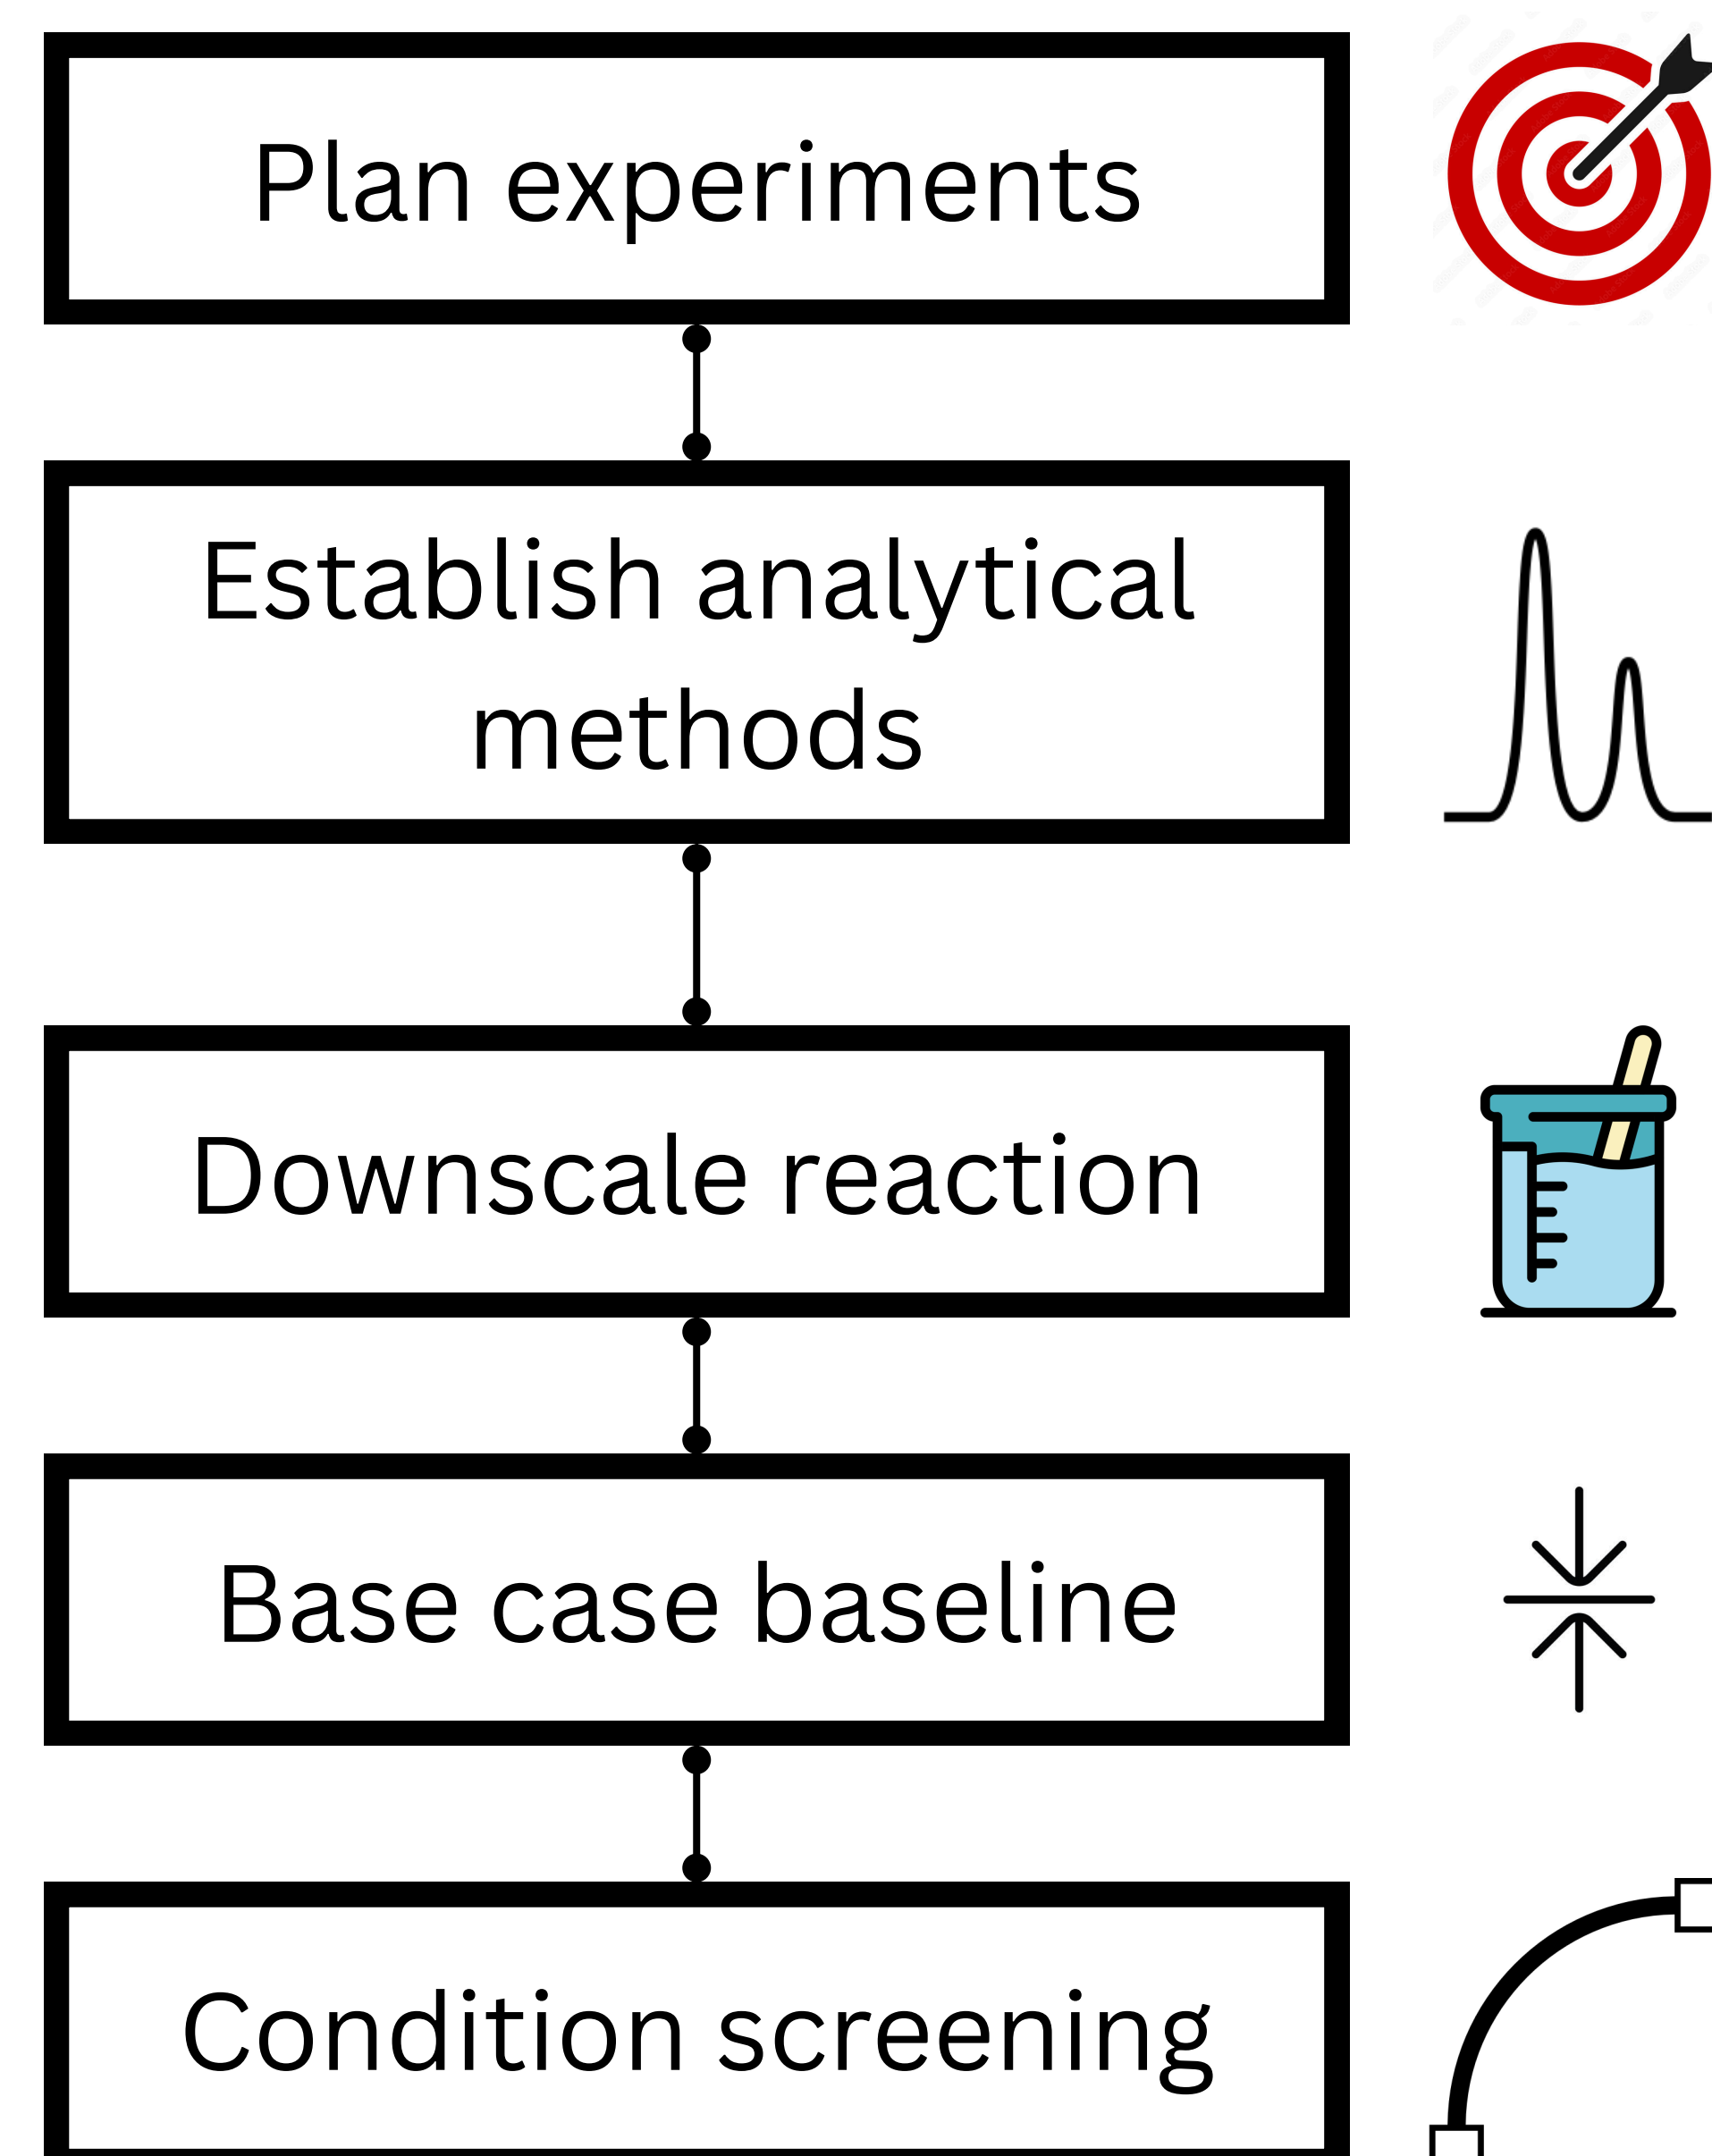 Plan experiments
Establish analytical
methods
Downscale reaction
Base case baseline
Condition screening